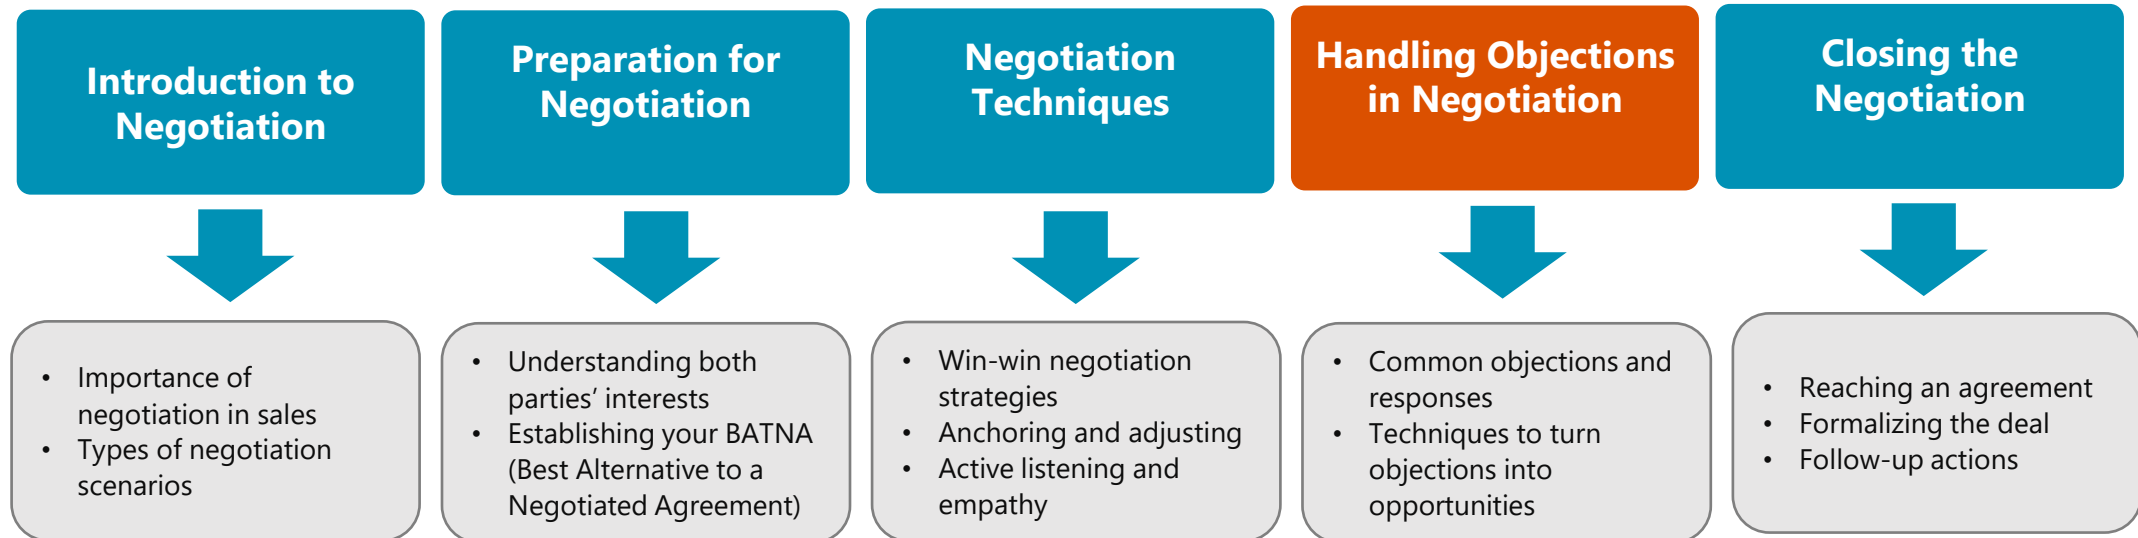 Introduction to
Negotiation
Preparation for
Negotiation
Negotiation
Techniques
Handling Objections
in Negotiation
Closing the
Negotiation
• Importance of
negotiation in sales
• Types of negotiation
scenarios
• Understanding both
parties’ interests
• Establishing your BATNA
(Best Alternative to a
Negotiated Agreement)
• Win-win negotiation
strategies
• Anchoring and adjusting
• Active listening and
empathy
• Common objections and
responses
• Techniques to turn
objections into
opportunities
• Reaching an agreement
• Formalizing the deal
• Follow-up actions